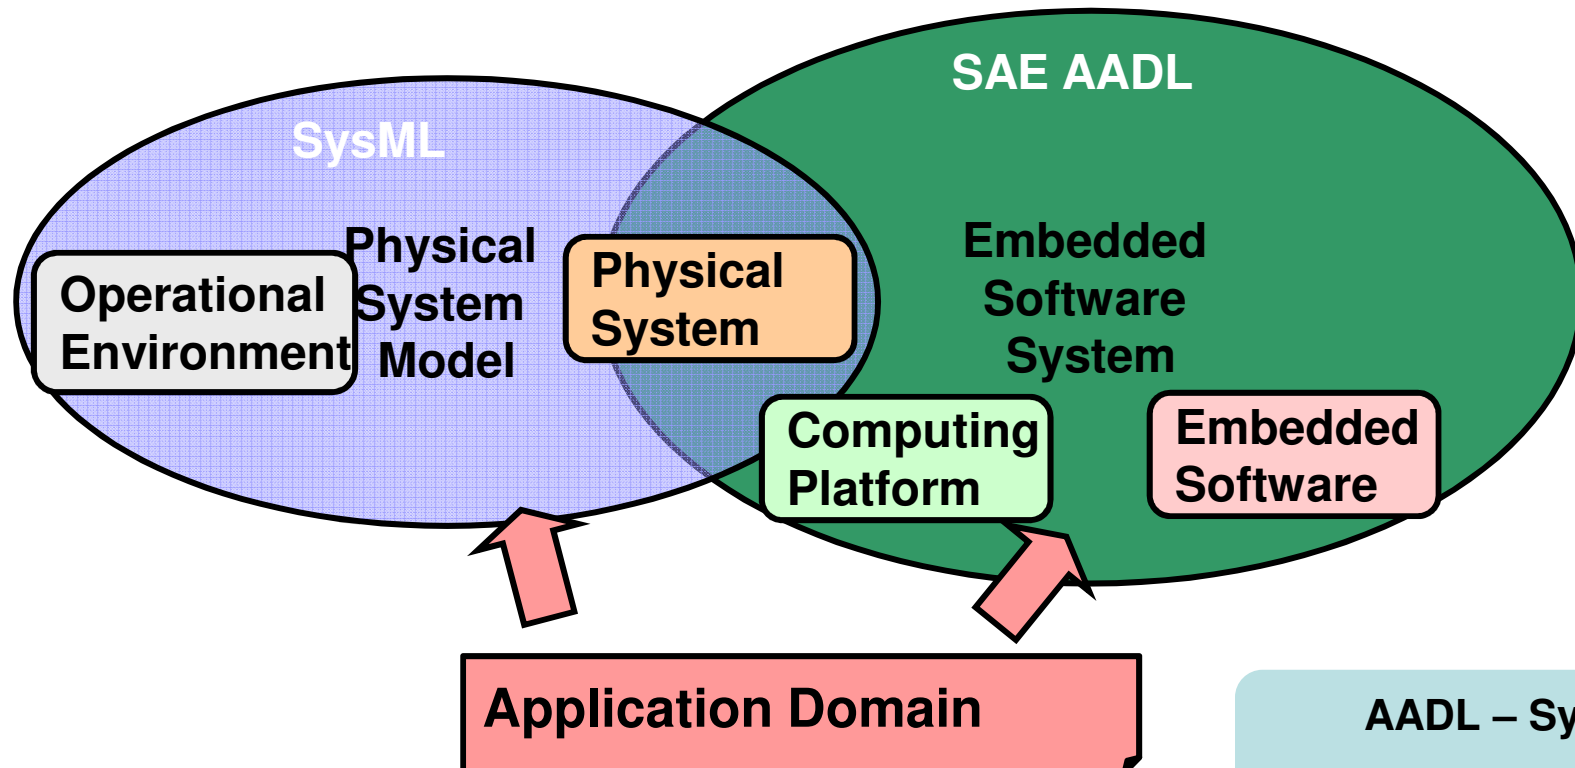 SAE AADL
SysML
Operational
Environment
Physical
System
Model
Physical
System
Embedded
Software
System
Computing
Platform
Embedded
Software
Application Domain
AADL – Sy